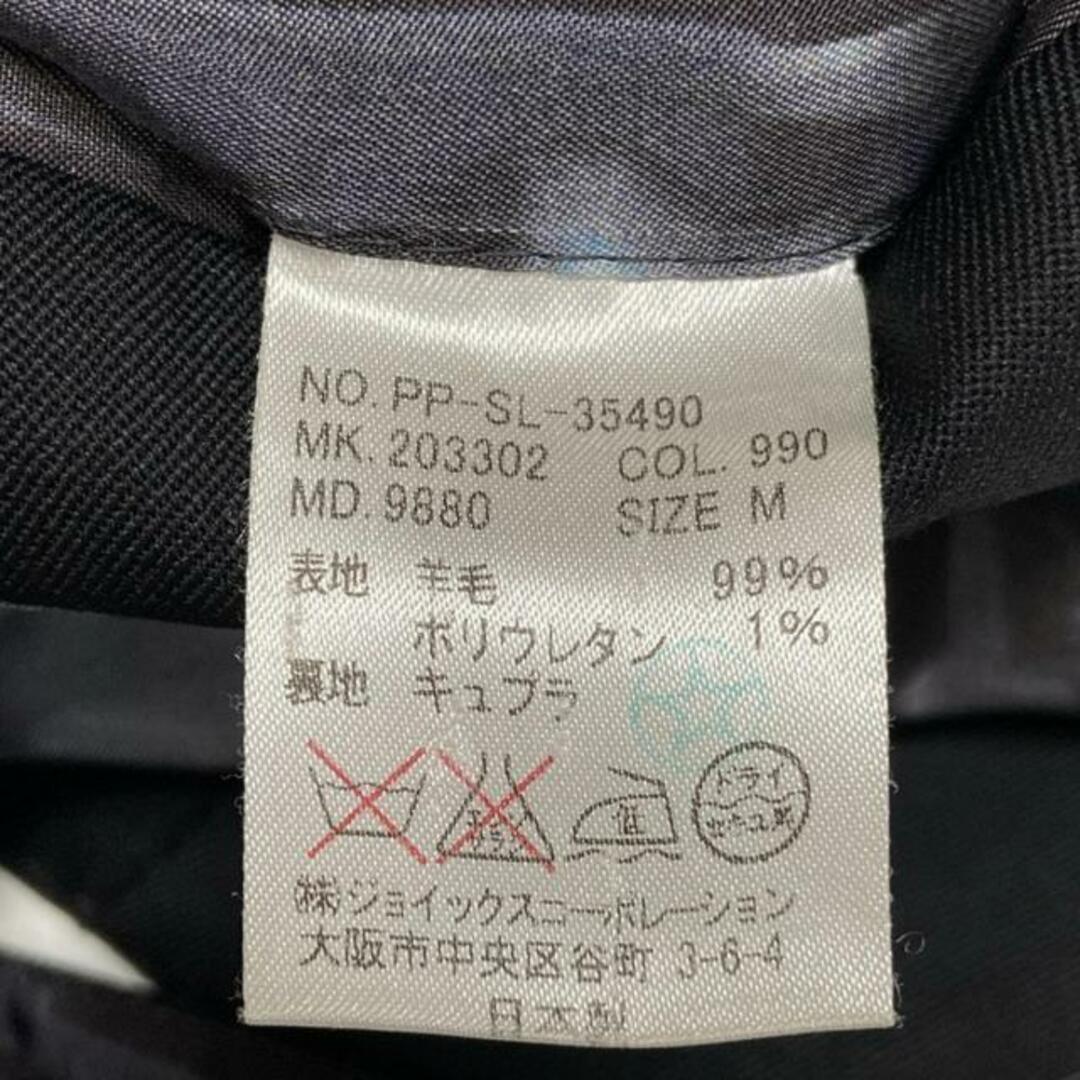 NO. PP-SL-35490
MK. 203302 COL. 990
MD. 9880 SIZE M
表地 羊毛 99%
ポリウレタン 1%
裏地 キュプラ
低
ドライ
(株)ジョイックスコーポレーション
大阪市中央区谷町 3-6-4
日本製